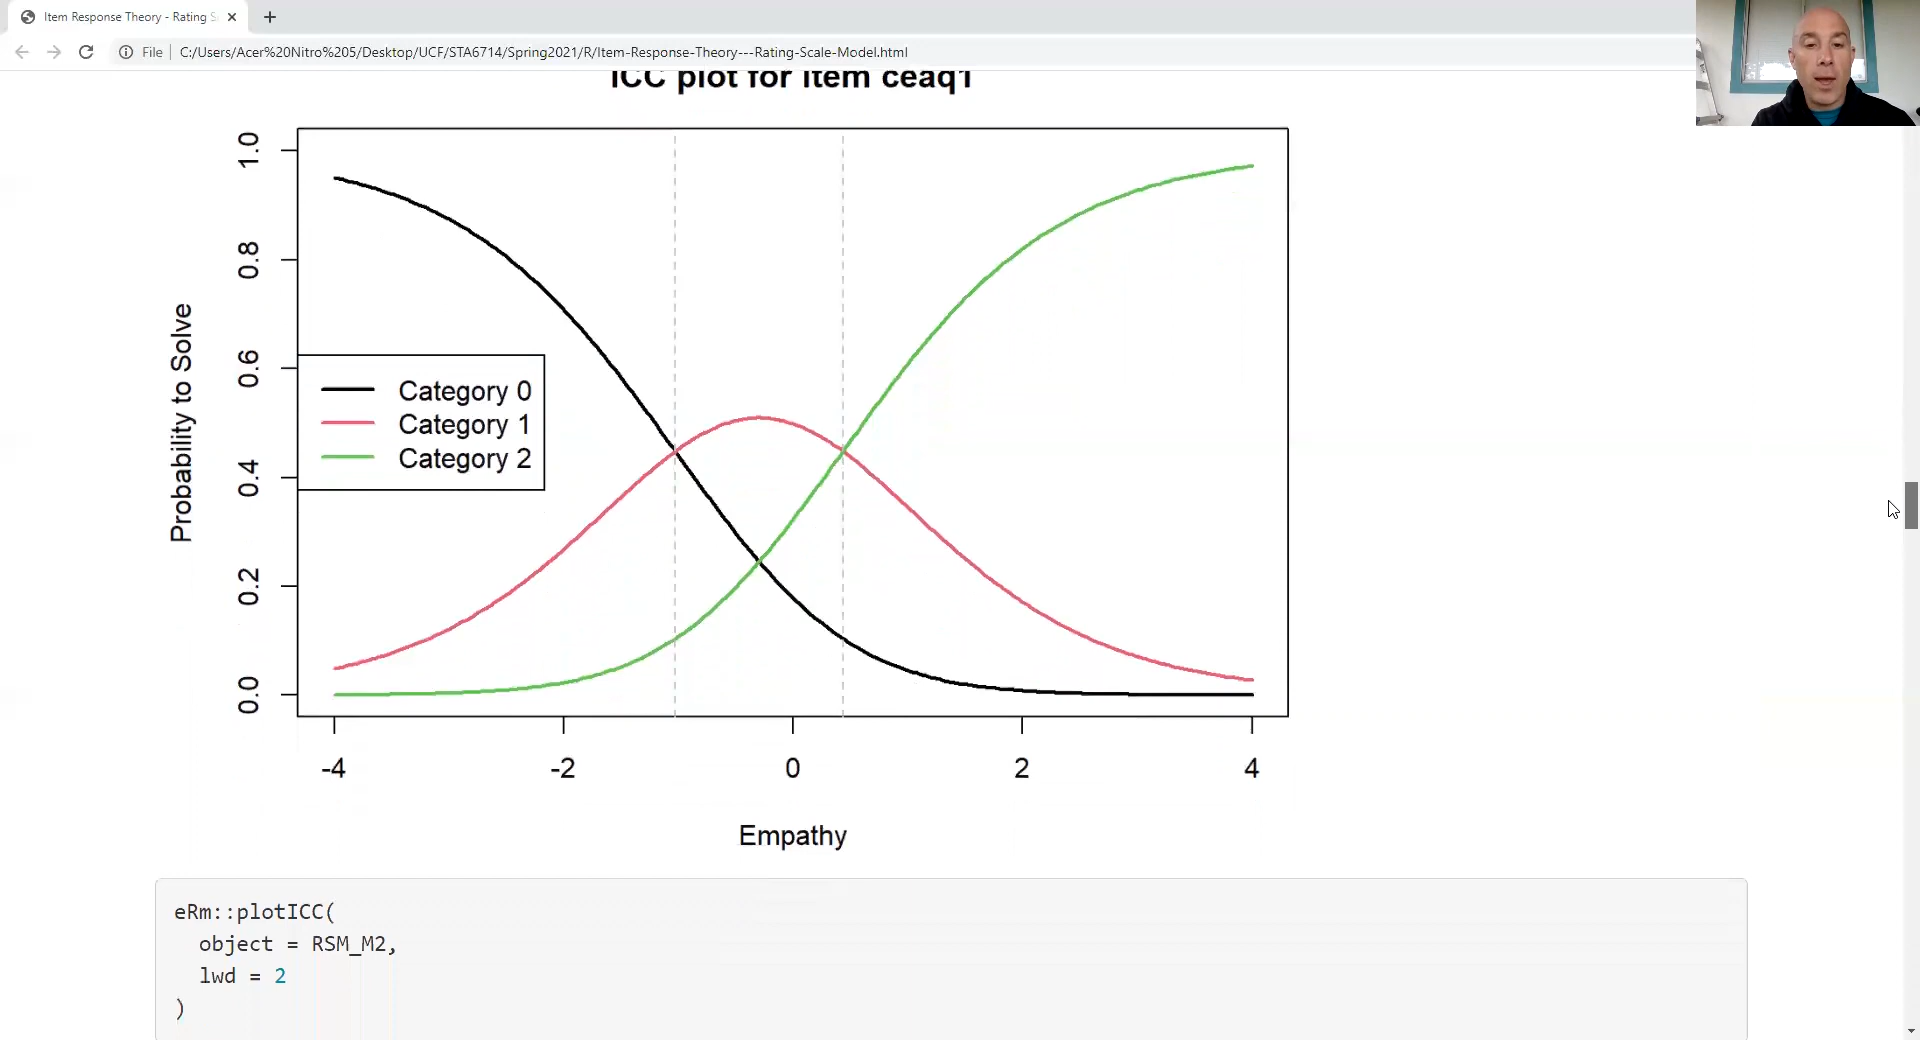 Item Response Theory - Rating S
File
C:/Users/Acer%20Nitro%205/Desktop/UCF/STA6714/Spring2021/R/Item-Response-Theory---Rating-Scale-Model.html
ICC plot for item ceaq1
Probability to Solve
1.0
0.8
0.6
0.4
0.2
0.0
Category 0
Category 1
Category 2
-4 -2 0 2 4
Empathy
eRm::plotICC(
object = RSM_M2,
lwd = 2
)